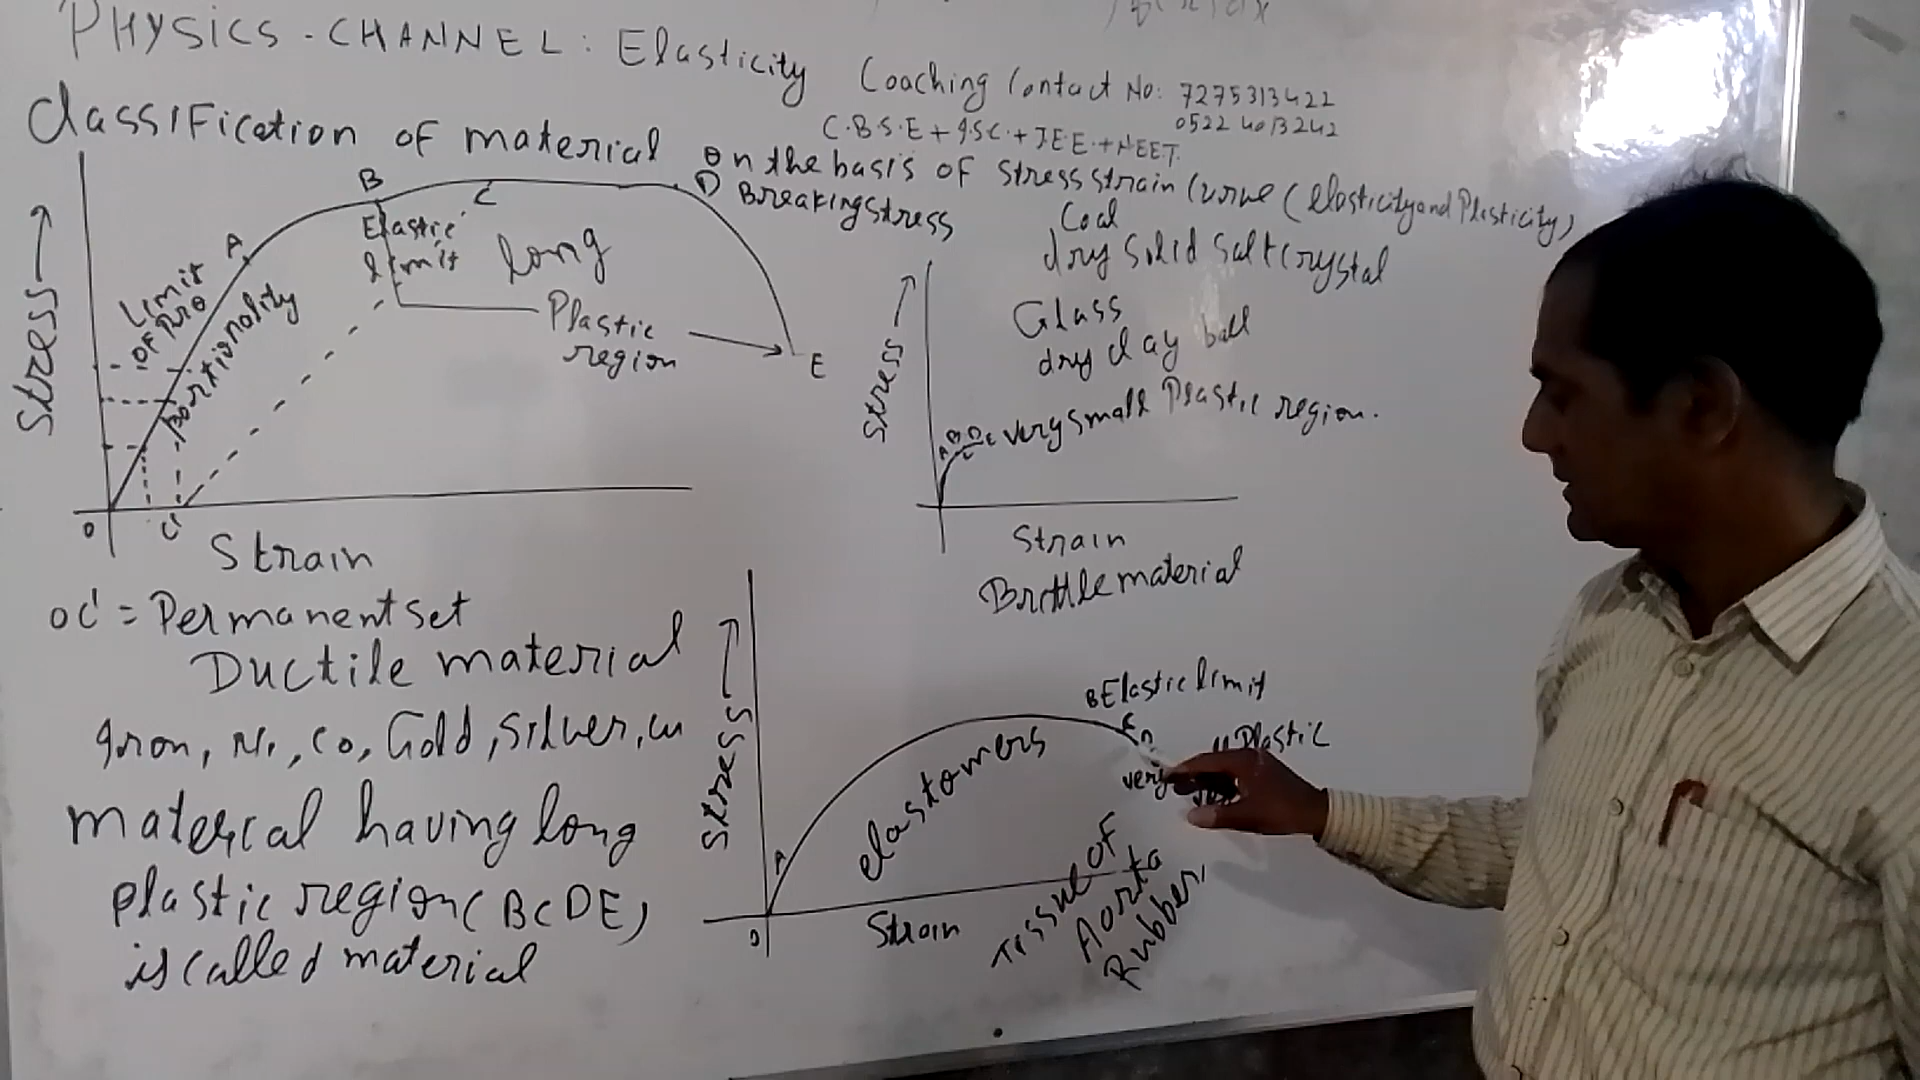 PHYSICS-CHANNEL: Elasticity
Coaching Contact No: 7275313422
0522 4013242
C.B.S.E + I.S.C. + J.E.E. + NEET.
Classification of material on the basis of stress strain Curve (elasticity and Plasticity)
Stress
Limit
of Pro
portionality
A
B
Elastic
limit
C
long
Plastic
region
D Breaking stress
E
O
C'
Strain
OC' = Permanent set
Ductile material
Iron, Ni, Co, Gold, Silver, Cu
material having long
plastic region (BCDE)
is called material
Coal
dry solid salt crystal
Glass
dry clay ball
Stress
A B D E very small Plastic region.
C
Strain
Brittle material
Stress
A
O
elastomers
B Elastic limit
C
D
Plastic
very
Strain
Tissue of
Aorta
Rubber,